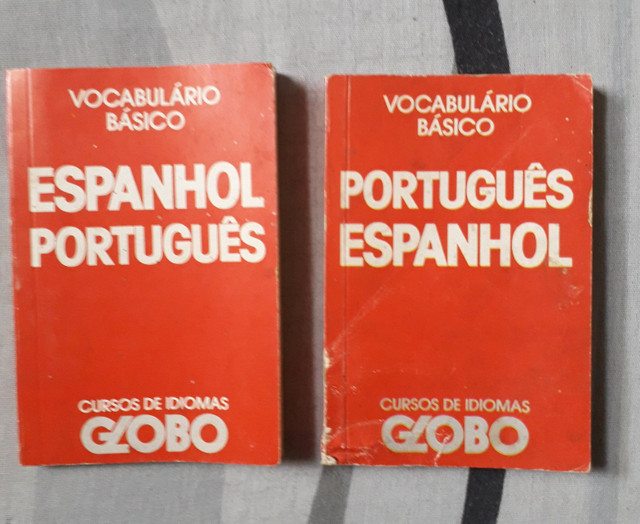 VOCABULÁRIO
BÁSICO
ESPANHOL
PORTUGUÊS
CURSOS DE IDIOMAS
GLOBO
VOCABULÁRIO
BÁSICO
PORTUGUÊS
ESPANHOL
CURSOS DE IDIOMAS
GLOBO